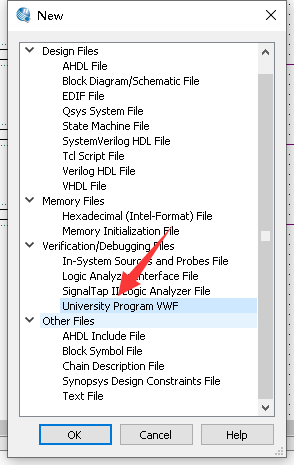 New
Design Files
AHDL File
Block Diagram/Schematic File
EDIF File
Qsys System File
State Machine File
SystemVerilog HDL File
Tcl Script File
Verilog HDL File
VHDL File
Memory Files
Hexadecimal (Intel-Format) File
Memory Initialization File
Verification/Debugging Files
In-System Sources and Probes File
Logic Analyzer Interface File
SignalTap II Logic Analyzer File
University Program VWF
Other Files
AHDL Include File
Block Symbol File
Chain Description File
Synopsys Design Constraints File
Text File
OK
Cancel
Help